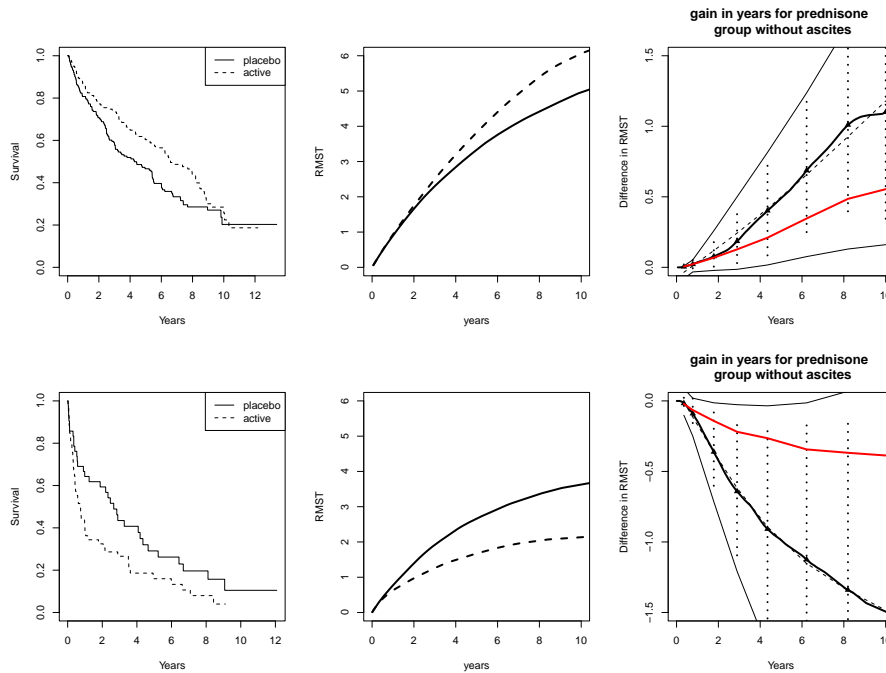 Survival
0.0 0.2 0.4 0.6 0.8 1.0
placebo
active
0 2 4 6 8 10 12
Years
RMST
0 1 2 3 4 5 6
0 2 4 6 8 10
years
gain in years for prednisone
group without ascites
Difference in RMST
0.0 0.5 1.0 1.5
0 2 4 6 8 10
Years
Survival
0.0 0.2 0.4 0.6 0.8 1.0
placebo
active
0 2 4 6 8 10 12
Years
RMST
0 1 2 3 4 5 6
0 2 4 6 8 10
years
gain in years for prednisone
group without ascites
Difference in RMST
−1.5 −1.0 −0.5 0.0
0 2 4 6 8 10
Years